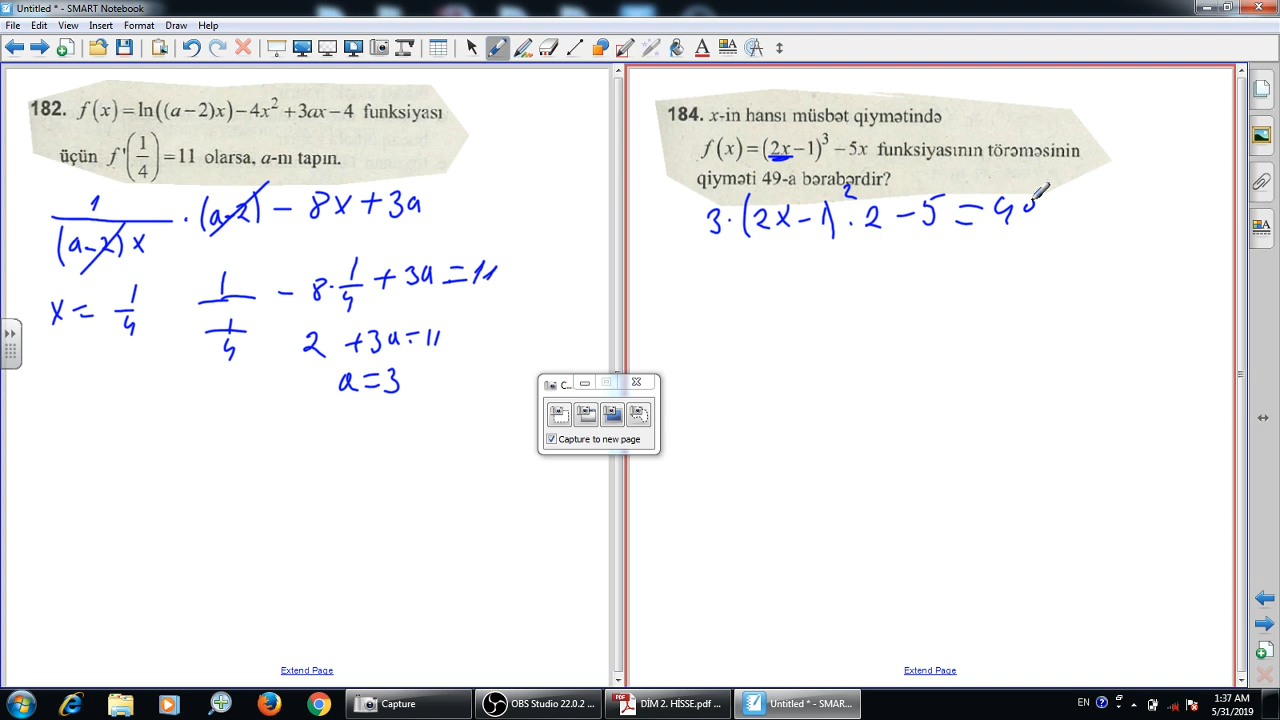 Untitled * - SMART Notebook
File Edit View Insert Format Tools Draw Help
182. f(x) = ln((a−2)x) − 4x² + 3ax − 4 funksiyası
üçün f'(1/4) = 11 olarsa, a-nı tapın.
1/((a-2)x) · (a-2) − 8x + 3a
x = 1/4 1/(1/4) − 8 · 1/4 + 3a = 11
2 + 3a = 11
a = 3
Extend Page
184. x-in hansı müsbət qiymətində
f(x) = (2x−1)³ − 5x funksiyasının törəməsinin
qiyməti 49-a bərabərdir?
3 · (2x − 1)² · 2 − 5 = 4
Extend Page
C...
Capture to new page
Capture
OBS Studio 22.0.2 ...
DİM 2. HİSSE.pdf ...
Untitled * - SMAR...
EN
1:37 AM
5/31/2019